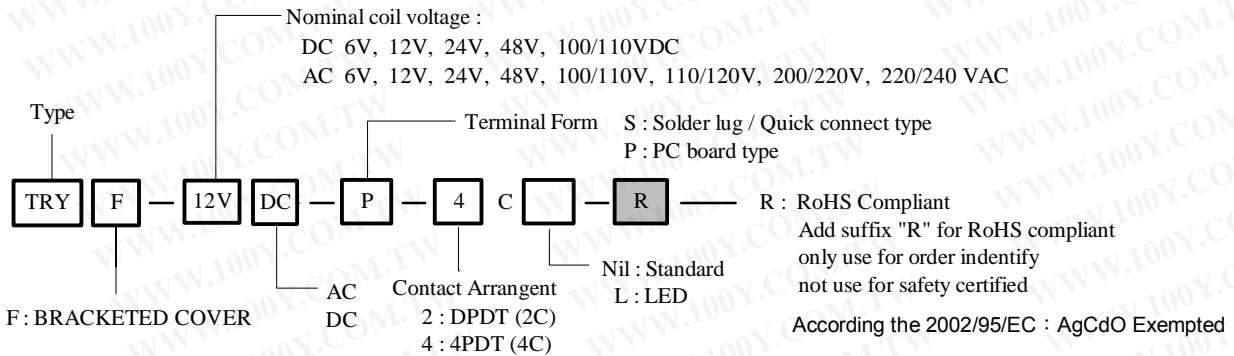 Nominal coil voltage :
DC 6V, 12V, 24V, 48V, 100/110VDC
AC 6V, 12V, 24V, 48V, 100/110V, 110/120V, 200/220V, 220/240 VAC
Type
Terminal Form S : Solder lug / Quick connect type
P : PC board type
TRY F — 12V DC — P — 4 C — R
R : RoHS Compliant
Add suffix "R" for RoHS compliant
only use for order indentify
not use for safety certified
F : BRACKETED COVER
AC
DC
Contact Arrangent
2 : DPDT (2C)
4 : 4PDT (4C)
Nil : Standard
L : LED
According the 2002/95/EC：AgCdO Exempted
WWW.100Y.COM.TW